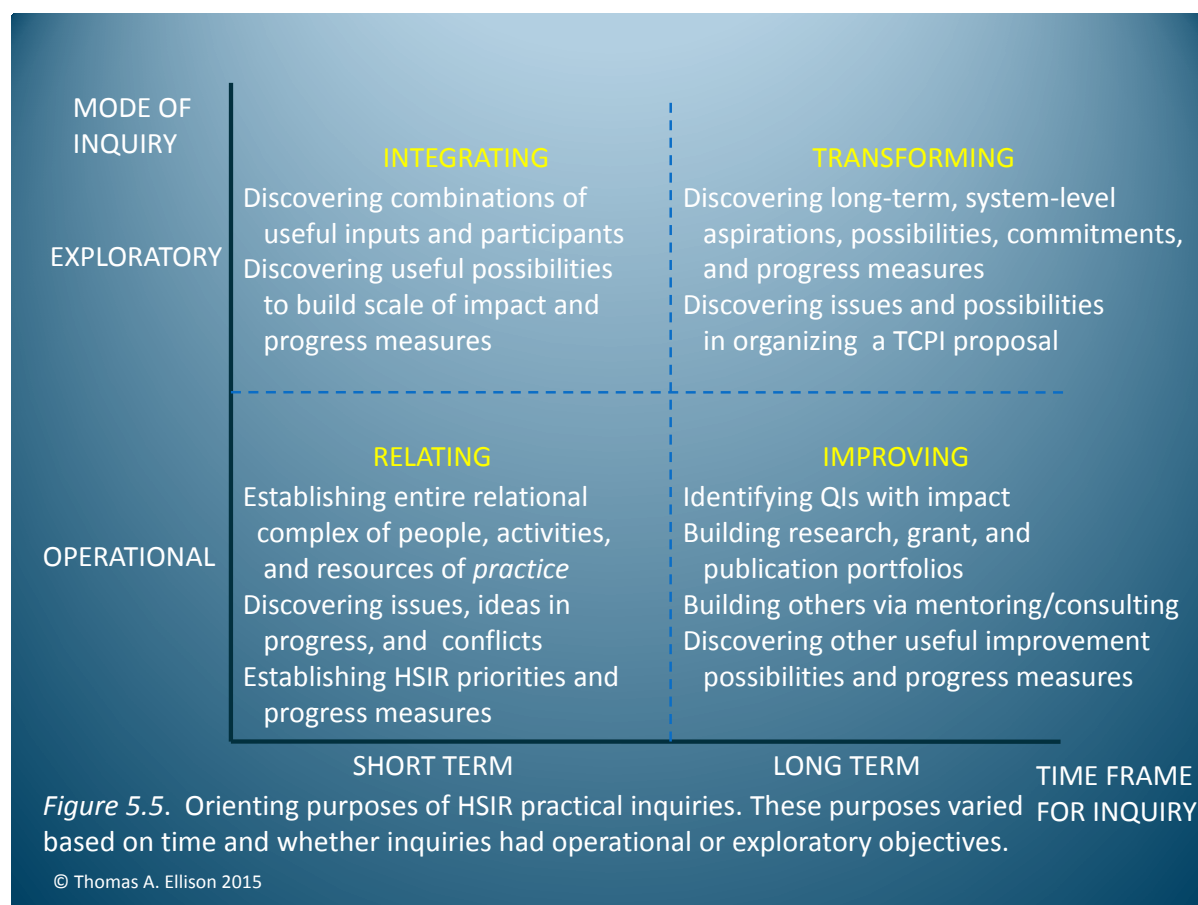 MODE OF
INQUIRY
EXPLORATORY
INTEGRATING
Discovering combinations of
useful inputs and participants
Discovering useful possibilities
to build scale of impact and
progress measures
TRANSFORMING
Discovering long-term, system-level
aspirations, possibilities, commitments,
and progress measures
Discovering issues and possibilities
in organizing a TCPI proposal
OPERATIONAL
RELATING
Establishing entire relational
complex of people, activities,
and resources of practice
Discovering issues, ideas in
progress, and conflicts
Establishing HSIR priorities and
progress measures
IMPROVING
Identifying QIs with impact
Building research, grant, and
publication portfolios
Building others via mentoring/consulting
Discovering other useful improvement
possibilities and progress measures
SHORT TERM
LONG TERM
TIME FRAME
FOR INQUIRY
Figure 5.5. Orienting purposes of HSIR practical inquiries. These purposes varied
based on time and whether inquiries had operational or exploratory objectives.
© Thomas A. Ellison 2015